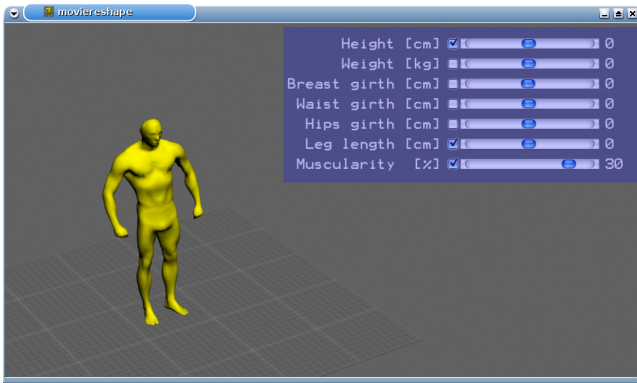 moviereshape
Height [cm] 0
Weight [kg] 0
Breast girth [cm] 0
Waist girth [cm] 0
Hips girth [cm] 0
Leg length [cm] 0
Muscularity [%] 30